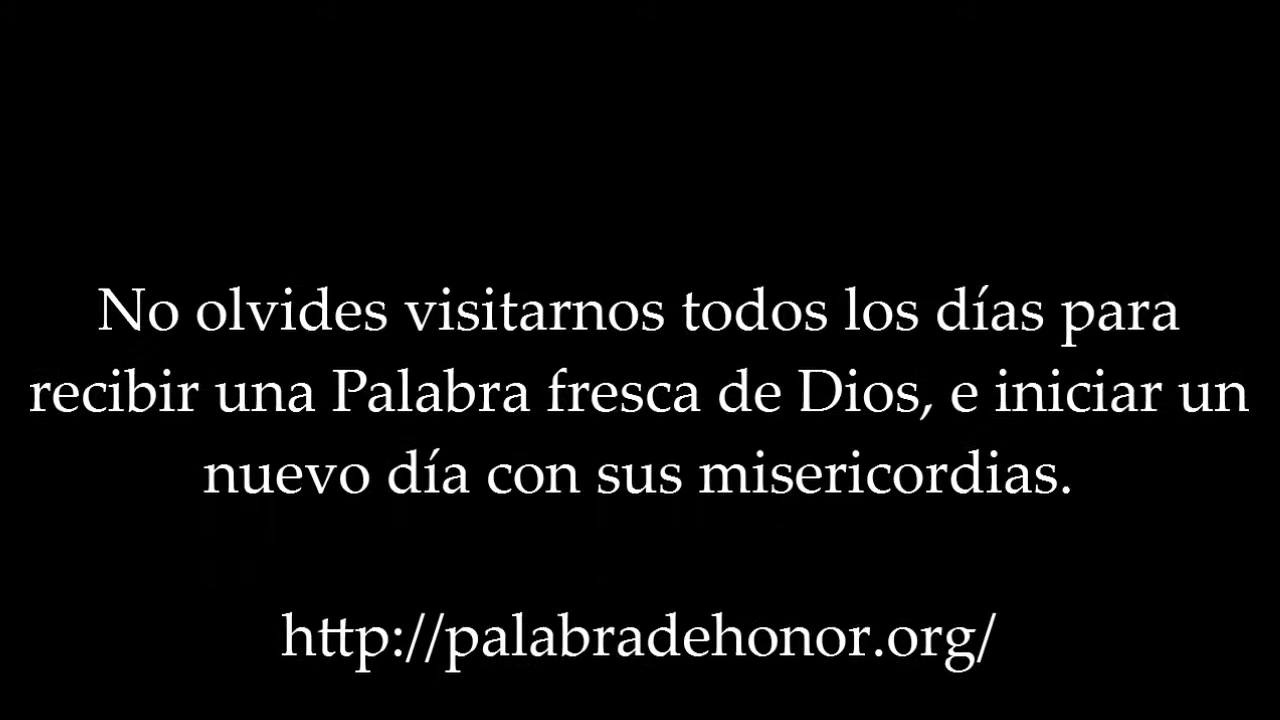 No olvides visitarnos todos los días para
recibir una Palabra fresca de Dios, e iniciar un
nuevo día con sus misericordias.
http://palabradehonor.org/